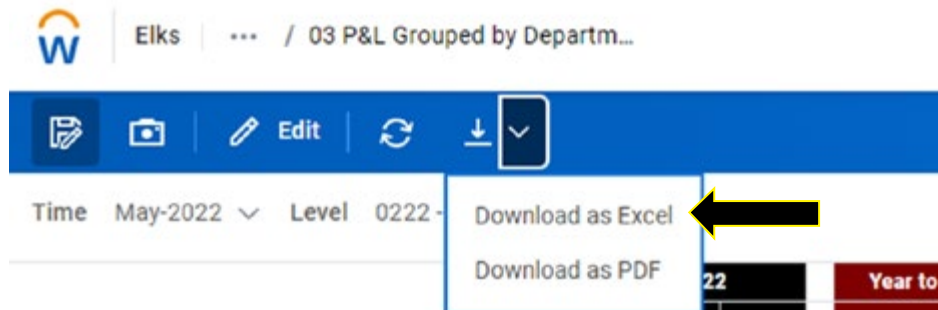 Elks ... / 03 P&L Grouped by Departm...
Edit
Time May-2022 Level 0222 -
Download as Excel
Download as PDF
22 Year to